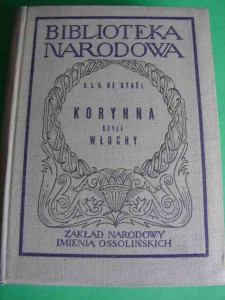 BIBLIOTEKA
NARODOWA
A.L.H. DE STAËL
KORYNNA
CZYLI
WŁOCHY
ZAKŁAD NARODOWY
IMIENIA OSSOLIŃSKICH